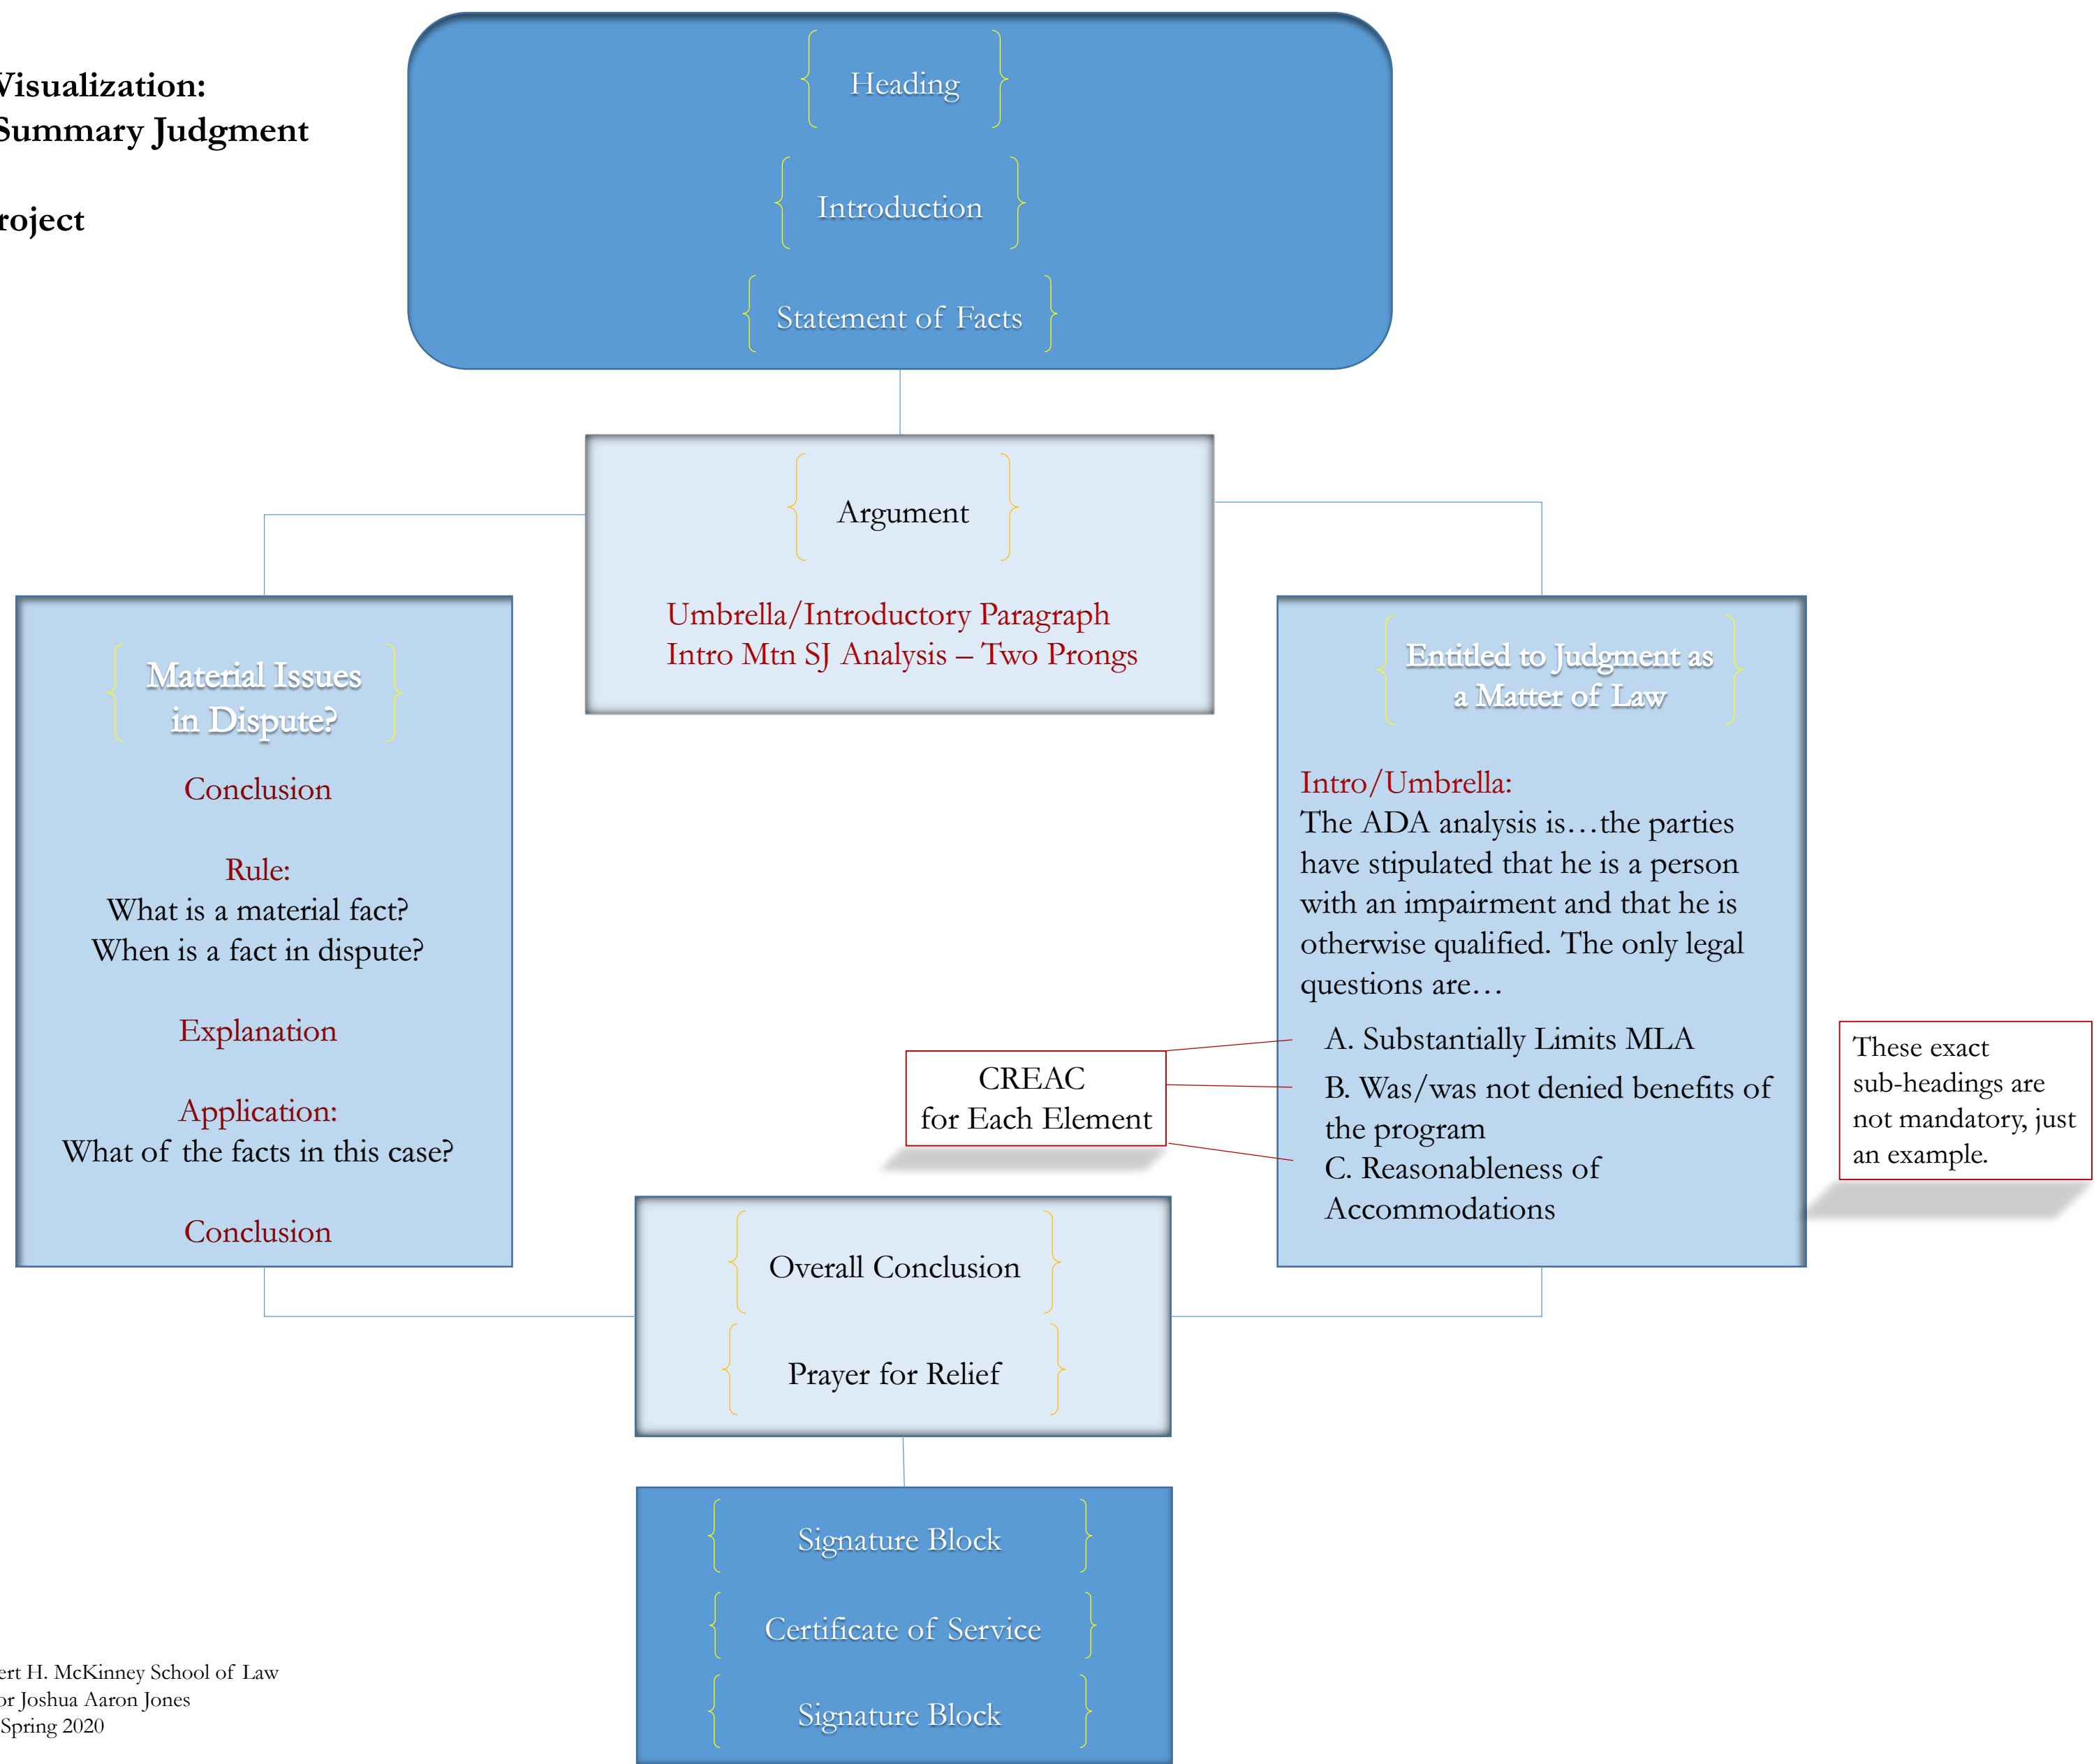 Visualization:
Summary Judgment
roject
Heading
Introduction
Statement of Facts
Argument
Umbrella/Introductory Paragraph
Intro Mtn SJ Analysis – Two Prongs
Material Issues
in Dispute?
Conclusion
Rule:
What is a material fact?
When is a fact in dispute?
Explanation
Application:
What of the facts in this case?
Conclusion
Entitled to Judgment as
a Matter of Law
Intro/Umbrella:
The ADA analysis is…the parties
have stipulated that he is a person
with an impairment and that he is
otherwise qualified. The only legal
questions are…
A. Substantially Limits MLA
B. Was/was not denied benefits of
the program
C. Reasonableness of
Accommodations
CREAC
for Each Element
These exact
sub-headings are
not mandatory, just
an example.
Overall Conclusion
Prayer for Relief
Signature Block
Certificate of Service
Signature Block
ert H. McKinney School of Law
or Joshua Aaron Jones
Spring 2020